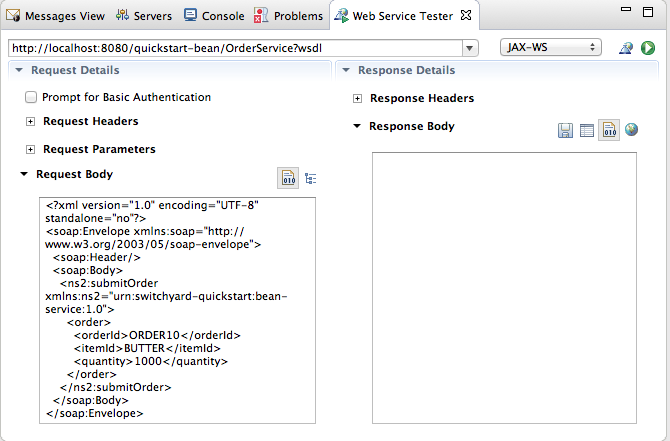 Messages View Servers Console Problems Web Service Tester
http://localhost:8080/quickstart-bean/OrderService?wsdl JAX-WS
Request Details
Prompt for Basic Authentication
Request Headers
Request Parameters
Request Body
010
<?xml version="1.0" encoding="UTF-8"
standalone="no"?>
<soap:Envelope xmlns:soap="http://
www.w3.org/2003/05/soap-envelope">
<soap:Header/>
<soap:Body>
<ns2:submitOrder
xmlns:ns2="urn:switchyard-quickstart:bean-
service:1.0">
<order>
<orderId>ORDER10</orderId>
<itemId>BUTTER</itemId>
<quantity>1000</quantity>
</order>
</ns2:submitOrder>
</soap:Body>
</soap:Envelope>
Response Details
Response Headers
Response Body
010